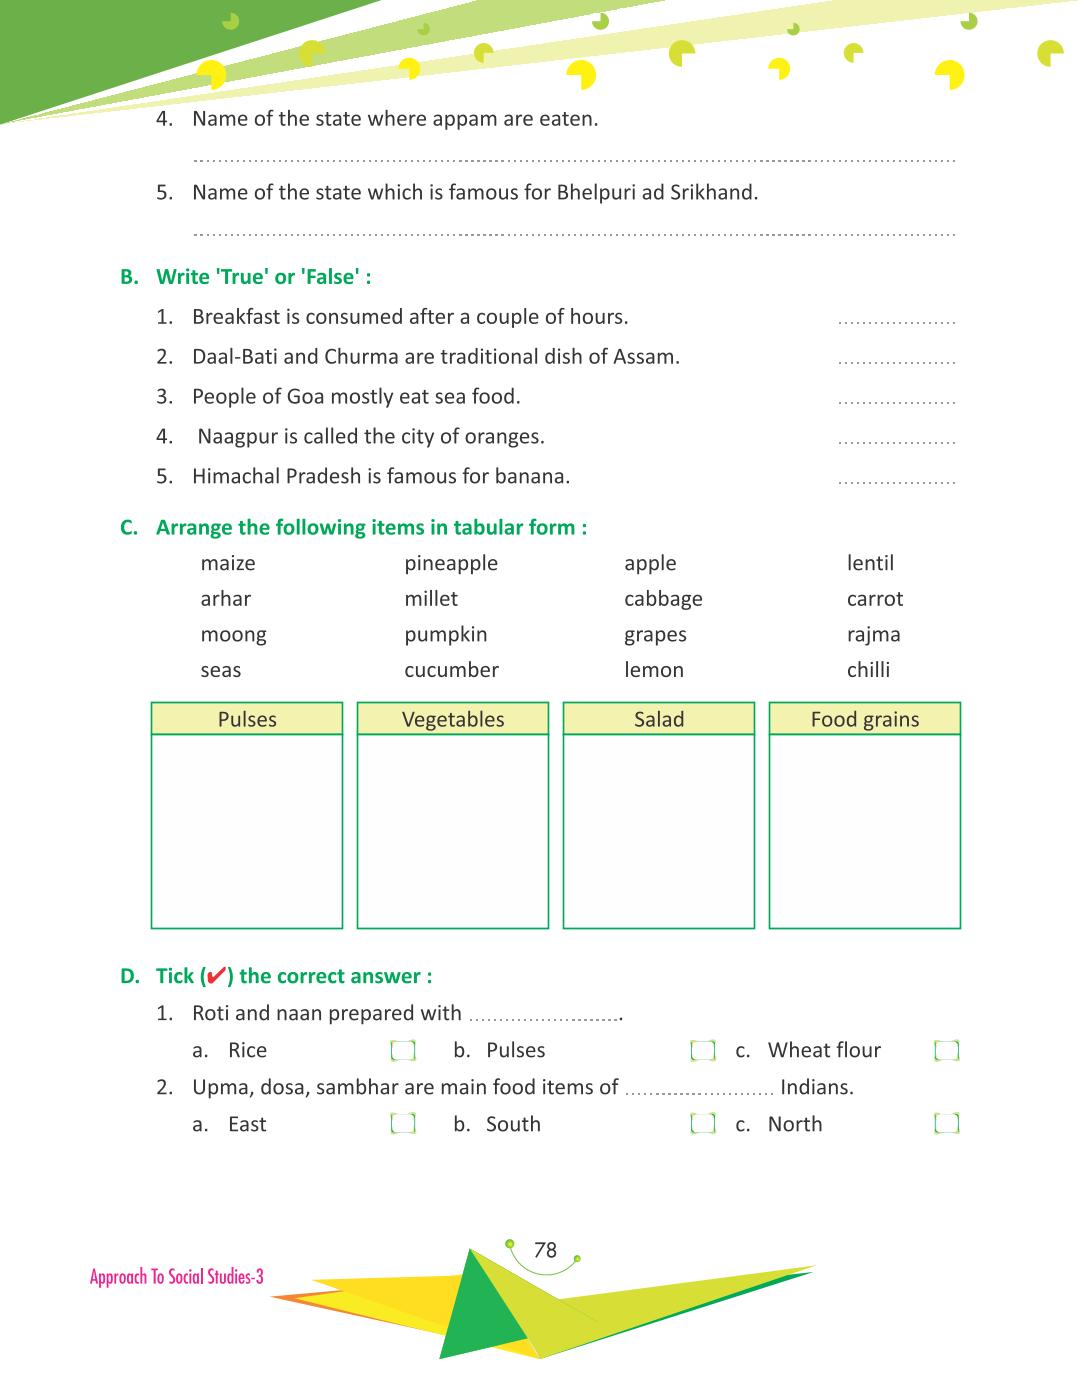 4. Name of the state where appam are eaten.
5. Name of the state which is famous for Bhelpuri ad Srikhand.
B. Write 'True' or 'False' :
1. Breakfast is consumed after a couple of hours. ....................
2. Daal-Bati and Churma are traditional dish of Assam. ....................
3. People of Goa mostly eat sea food. ....................
4. Naagpur is called the city of oranges. ....................
5. Himachal Pradesh is famous for banana. ....................
C. Arrange the following items in tabular form :
maize pineapple apple lentil
arhar millet cabbage carrot
moong pumpkin grapes rajma
seas cucumber lemon chilli
Pulses Vegetables Salad Food grains
D. Tick (✔) the correct answer :
1. Roti and naan prepared with .........................
a. Rice b. Pulses c. Wheat flour
2. Upma, dosa, sambhar are main food items of ......................... Indians.
a. East b. South c. North
78
Approach To Social Studies-3